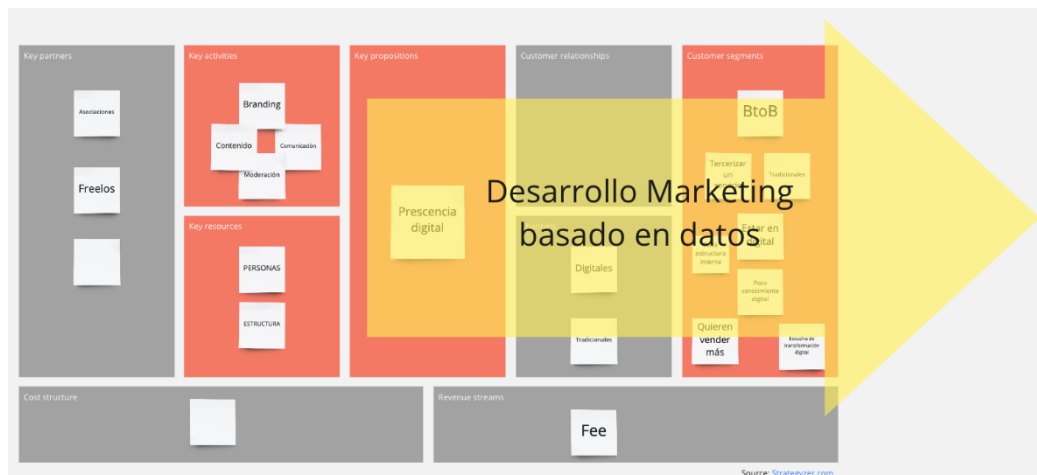 Key partners
Asociaciones
Freelos
Key activities
Branding
Contenido
Comunicación
Moderación
Key resources
PERSONAS
ESTRUCTURA
Key propositions
Prescencia
digital
Customer relationships
Desarrollo Marketing
basado en datos
Digitales
Tradicionales
Customer segments
BtoB
Tercerizar
un
Tradicionales
Estar en
digital
estructura
interna
Poco
conocimiento
digital
Quieren
vender
más
transformación
digital
Cost structure
Revenue streams
Fee
Source: Strategyzer.com